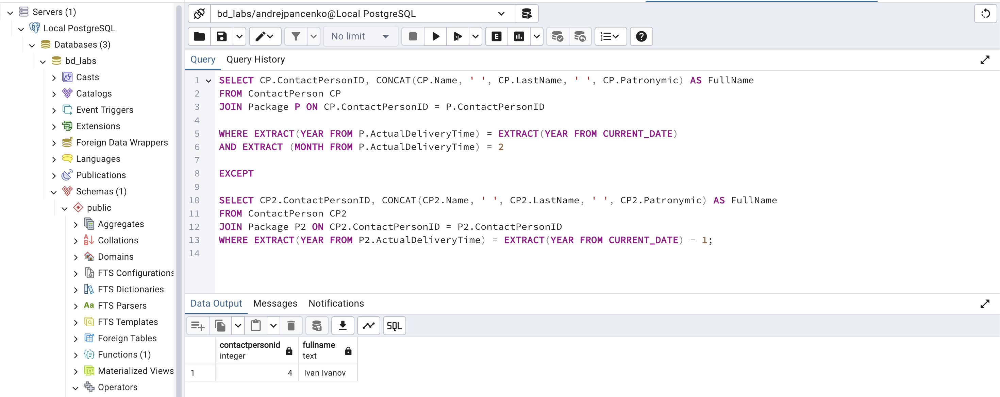 Servers (1)
Local PostgreSQL
Databases (3)
bd_labs
Casts
Catalogs
Event Triggers
Extensions
Foreign Data Wrappers
Languages
Publications
Schemas (1)
public
Aggregates
Collations
Domains
FTS Configurations
FTS Dictionaries
Aa FTS Parsers
FTS Templates
Foreign Tables
Functions (1)
Materialized Views
Operators
bd_labs/andrejpancenko@Local PostgreSQL
No limit
E
Query Query History
1 SELECT CP.ContactPersonID, CONCAT(CP.Name, ' ', CP.LastName, ' ', CP.Patronymic) AS FullName
2 FROM ContactPerson CP
3 JOIN Package P ON CP.ContactPersonID = P.ContactPersonID
4
5 WHERE EXTRACT(YEAR FROM P.ActualDeliveryTime) = EXTRACT(YEAR FROM CURRENT_DATE)
6 AND EXTRACT (MONTH FROM P.ActualDeliveryTime) = 2
7
8 EXCEPT
9
10 SELECT CP2.ContactPersonID, CONCAT(CP2.Name, ' ', CP2.LastName, ' ', CP2.Patronymic) AS FullName
11 FROM ContactPerson CP2
12 JOIN Package P2 ON CP2.ContactPersonID = P2.ContactPersonID
13 WHERE EXTRACT(YEAR FROM P2.ActualDeliveryTime) = EXTRACT(YEAR FROM CURRENT_DATE) - 1;
14
Data Output Messages Notifications
SQL
contactpersonid fullname
integer text
1 4 Ivan Ivanov